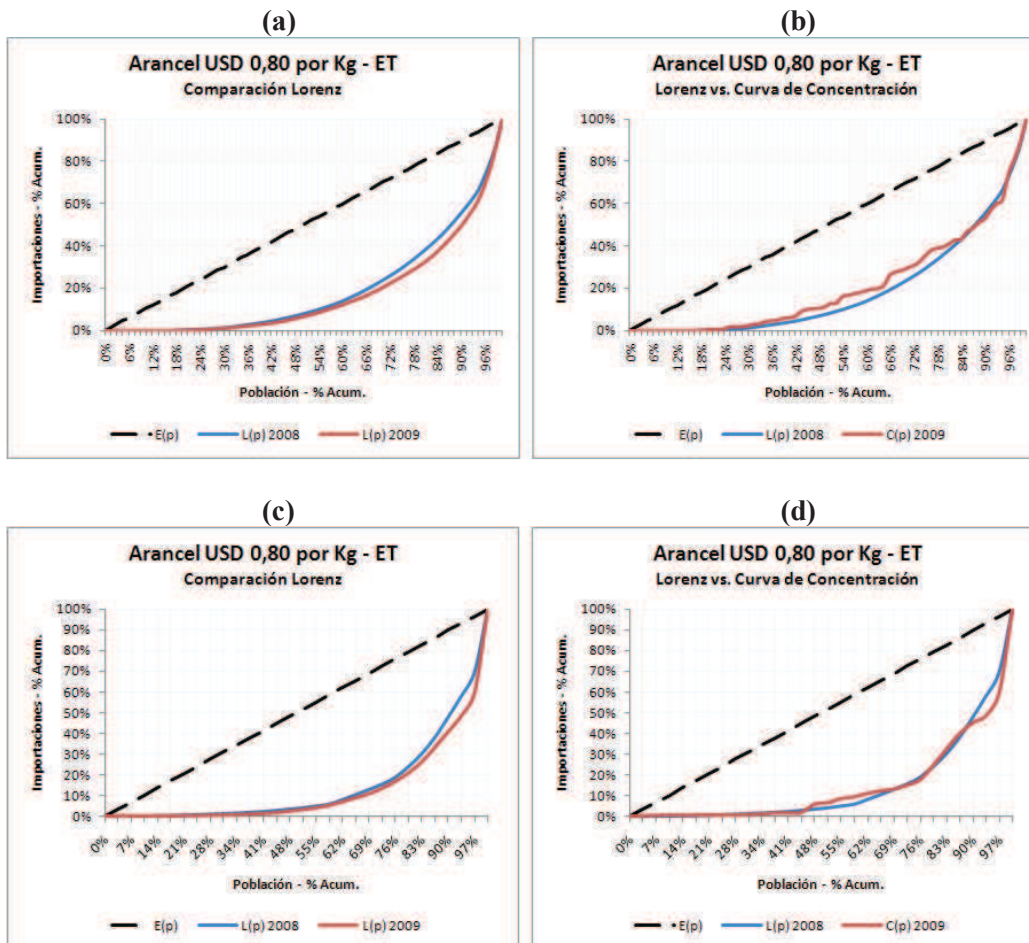 (a)
Arancel USD 0,80 por Kg - ET
Comparación Lorenz
Importaciones - % Acum.
100%
80%
60%
40%
20%
0%
0% 6% 12% 18% 24% 30% 36% 42% 48% 54% 60% 66% 72% 78% 84% 90% 96%
Población - % Acum.
E(p) L(p) 2008 L(p) 2009
(b)
Arancel USD 0,80 por Kg - ET
Lorenz vs. Curva de Concentración
Importaciones - % Acum.
100%
80%
60%
40%
20%
0%
0% 6% 12% 18% 24% 30% 36% 42% 48% 54% 60% 66% 72% 78% 84% 90% 96%
Población - % Acum.
E(p) L(p) 2008 C(p) 2009
(c)
Arancel USD 0,80 por Kg - ET
Comparación Lorenz
Importaciones - % Acum.
100%
90%
80%
70%
60%
50%
40%
30%
20%
10%
0%
0% 7% 14% 21% 28% 34% 41% 48% 55% 62% 69% 76% 83% 90% 97%
Población - % Acum.
E(p) L(p) 2008 L(p) 2009
(d)
Arancel USD 0,80 por Kg - ET
Lorenz vs. Curva de Concentración
Importaciones - % Acum.
100%
90%
80%
70%
60%
50%
40%
30%
20%
10%
0%
0% 7% 14% 21% 28% 34% 41% 48% 55% 62% 69% 76% 83% 90% 97%
Población - % Acum.
E(p) L(p) 2008 C(p) 2009